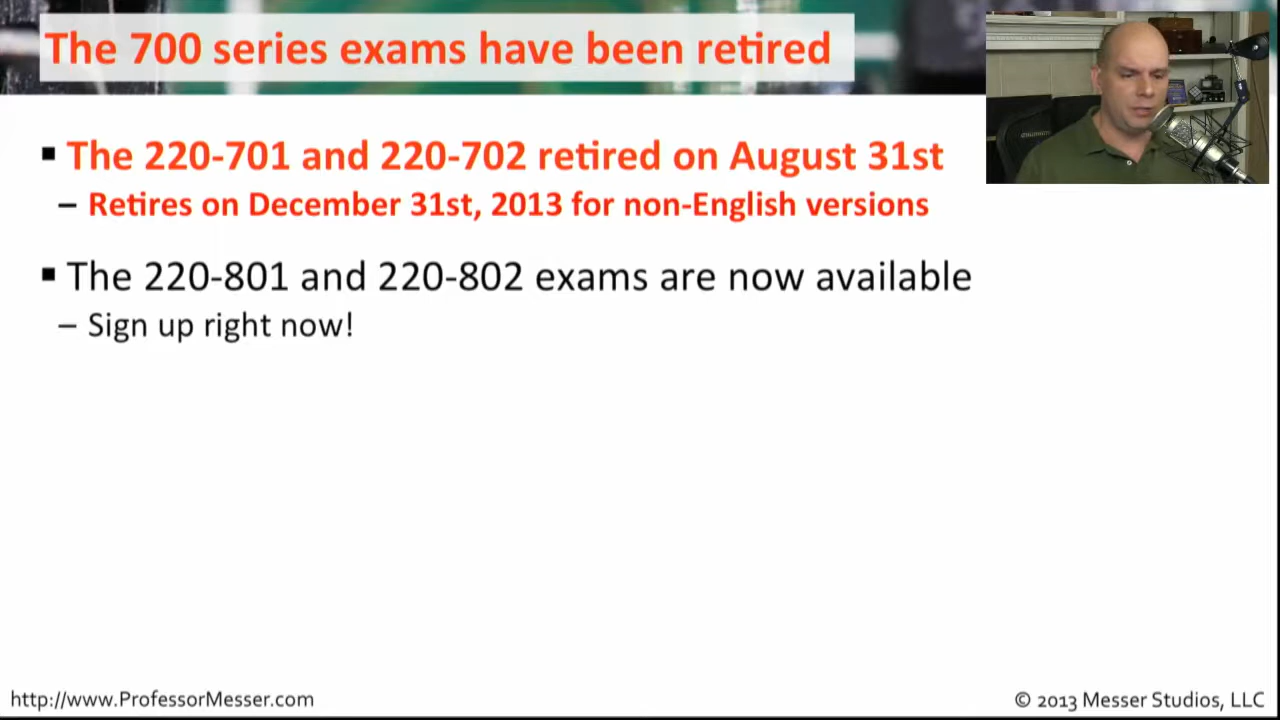 The 700 series exams have been retired
▪ The 220-701 and 220-702 retired on August 31st
– Retires on December 31st, 2013 for non-English versions
▪ The 220-801 and 220-802 exams are now available
– Sign up right now!
http://www.ProfessorMesser.com
© 2013 Messer Studios, LLC